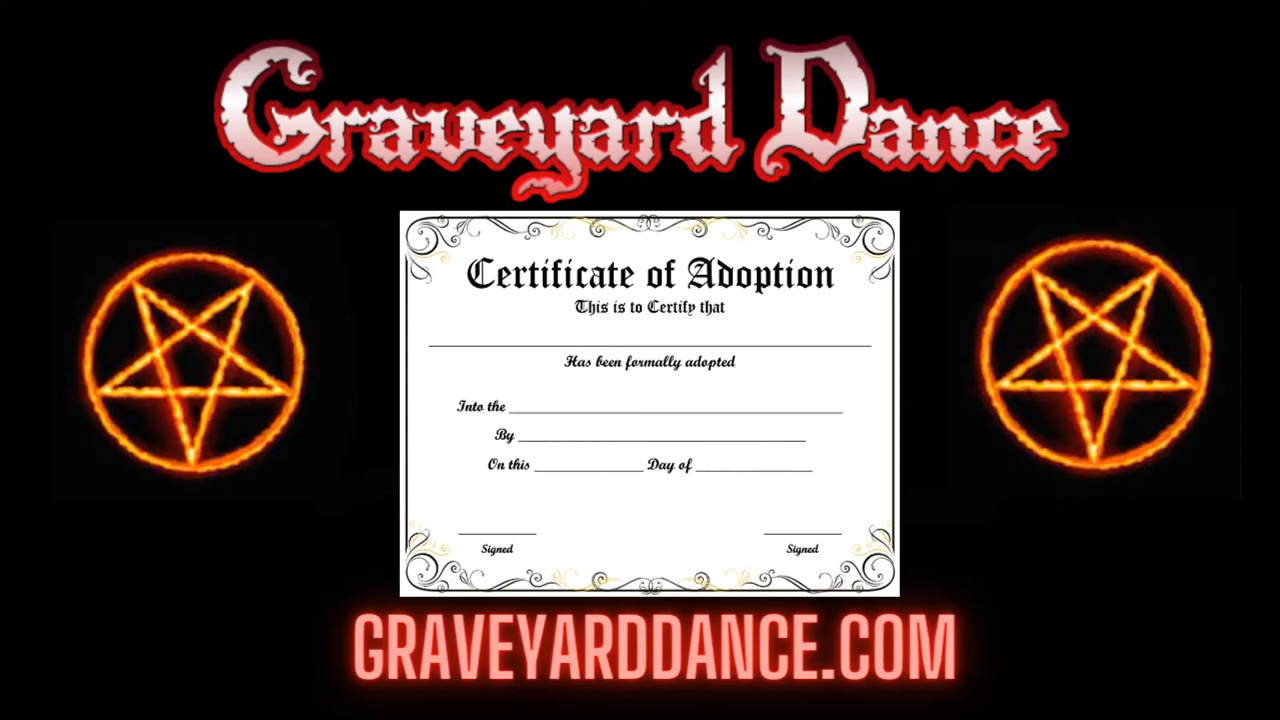 Graveyard Dance
Certificate of Adoption
This is to Certify that
Has been formally adopted
Into the
By
On this Day of
Signed Signed
GRAVEYARDDANCE.COM